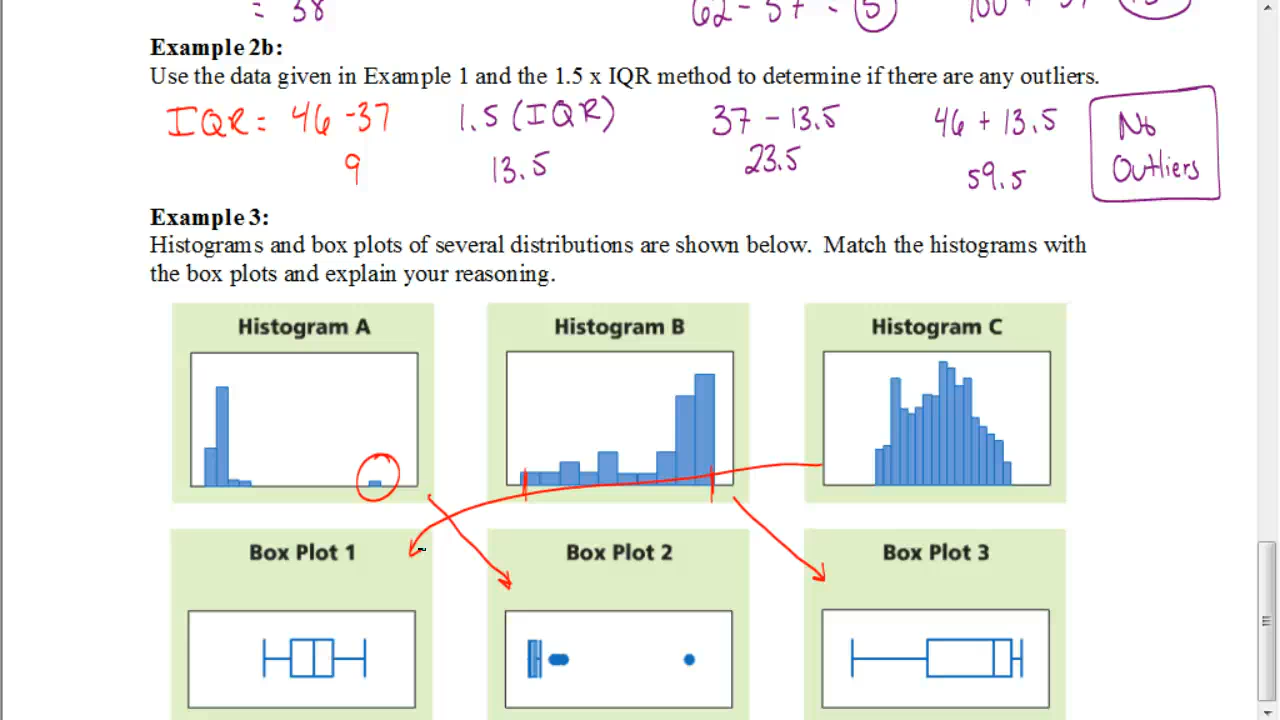 = 38
62 - 57 = 5
Example 2b:
Use the data given in Example 1 and the 1.5 x IQR method to determine if there are any outliers.
IQR = 46 - 37 1.5 (IQR) 37 - 13.5 46 + 13.5 No
9 13.5 23.5 59.5 Outliers
Example 3:
Histograms and box plots of several distributions are shown below. Match the histograms with
the box plots and explain your reasoning.
Histogram A Histogram B Histogram C
Box Plot 1 Box Plot 2 Box Plot 3